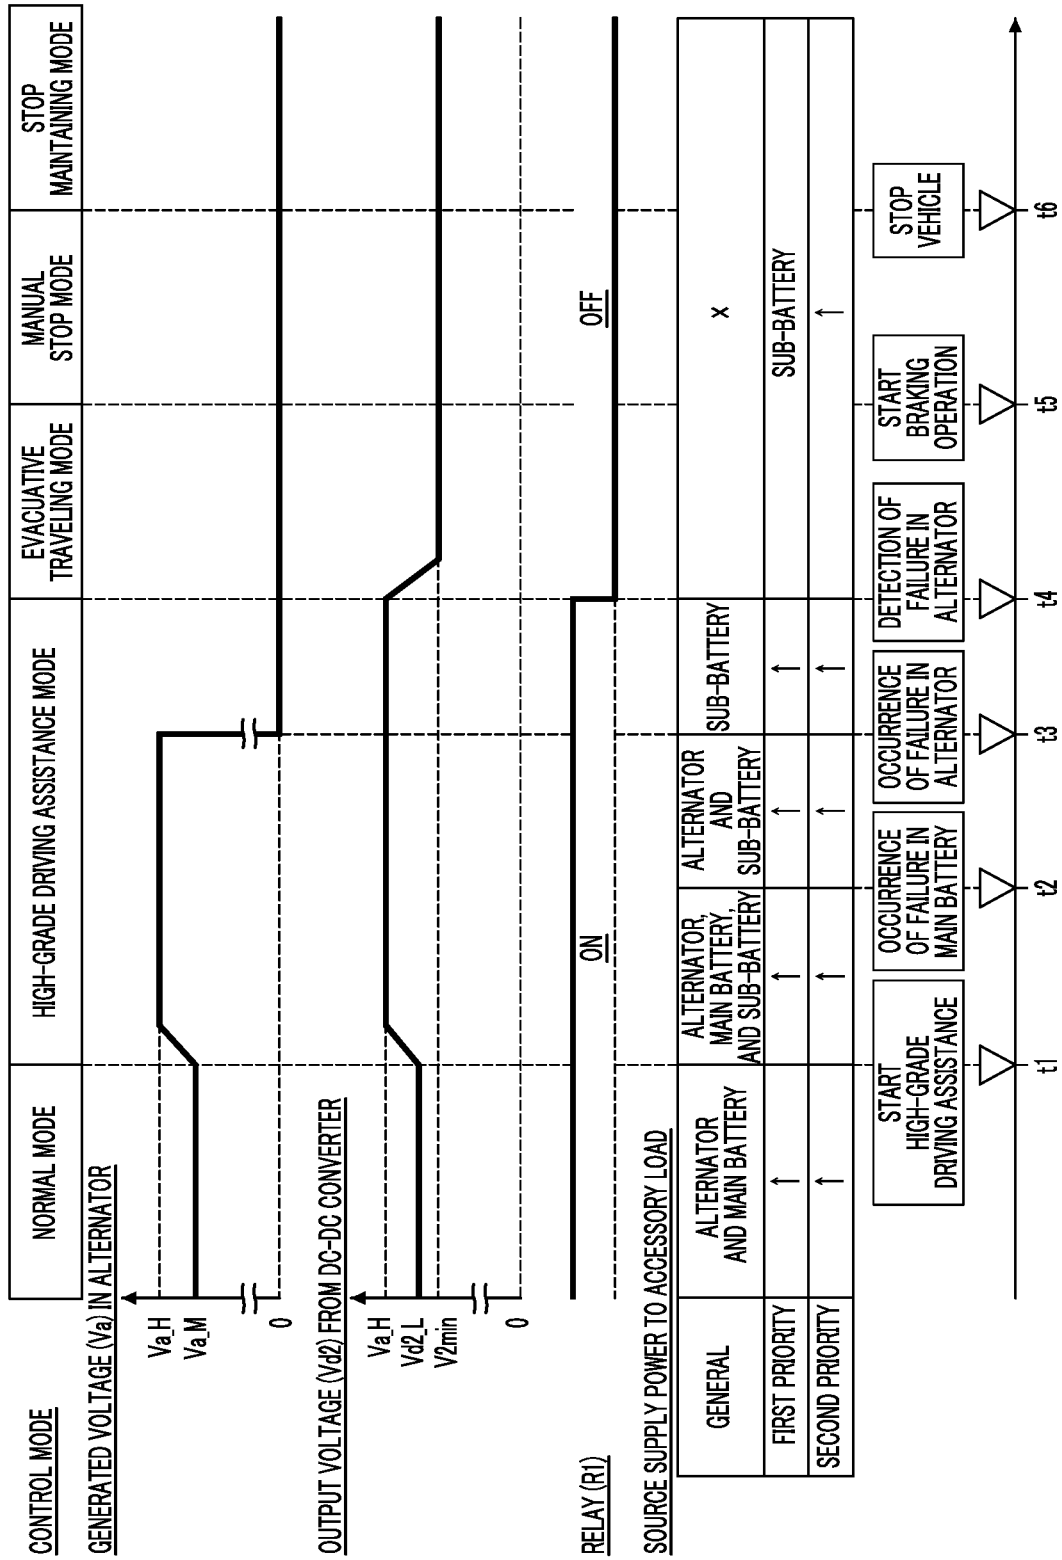 CONTROL MODE
NORMAL MODE
HIGH-GRADE DRIVING ASSISTANCE MODE
EVACUATIVE
TRAVELING MODE
MANUAL
STOP MODE
STOP
MAINTAINING MODE
GENERATED VOLTAGE (Va) IN ALTERNATOR
Va_H
Va_M
0
OUTPUT VOLTAGE (Vd2) FROM DC-DC CONVERTER
Va_H
Vd2_L
V2min
0
RELAY (R1)
ON
OFF
SOURCE SUPPLY POWER TO ACCESSORY LOAD
GENERAL
ALTERNATOR
AND MAIN BATTERY
ALTERNATOR,
MAIN BATTERY,
AND SUB-BATTERY
ALTERNATOR
AND
SUB-BATTERY
SUB-BATTERY
x
FIRST PRIORITY
↑ ↑ ↑ ↑
SUB-BATTERY
SECOND PRIORITY
↑ ↑ ↑ ↑ ↑
START
HIGH-GRADE
DRIVING ASSISTANCE
OCCURRENCE
OF FAILURE IN
MAIN BATTERY
OCCURRENCE
OF FAILURE IN
ALTERNATOR
DETECTION OF
FAILURE IN
ALTERNATOR
START
BRAKING
OPERATION
STOP
VEHICLE
t1
t2
t3
t4
t5
t6